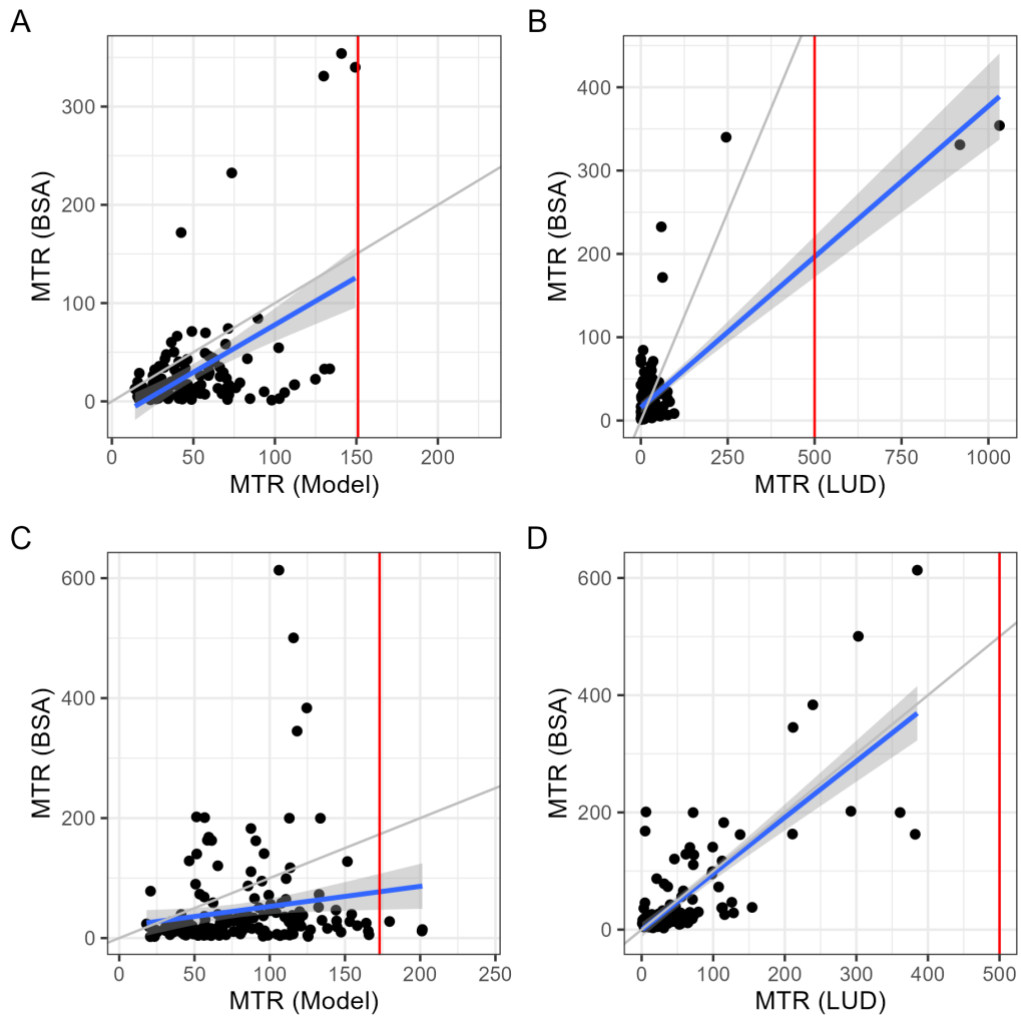 A
MTR (BSA)
300
200
100
0
0 50 100 150 200
MTR (Model)
B
MTR (BSA)
400
300
200
100
0
0 250 500 750 1000
MTR (LUD)
C
MTR (BSA)
600
400
200
0
0 50 100 150 200 250
MTR (Model)
D
MTR (BSA)
600
400
200
0
0 100 200 300 400 500
MTR (LUD)